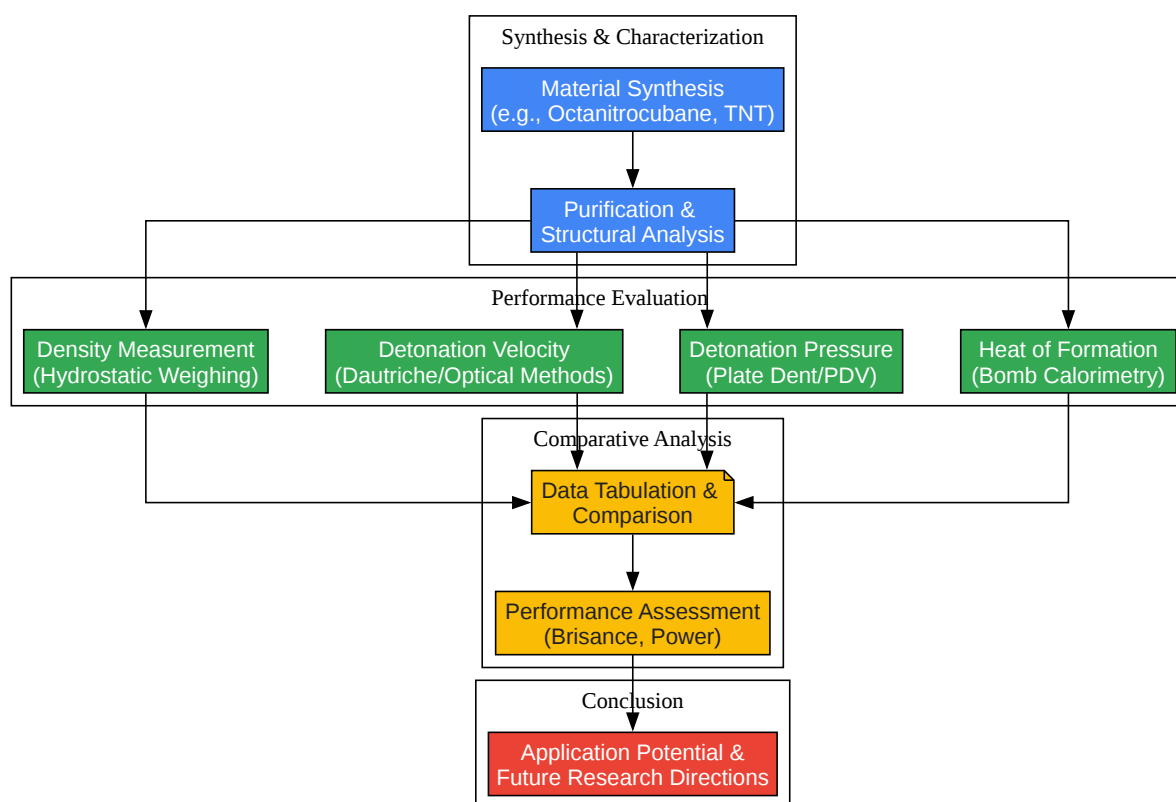 Synthesis & Characterization
Material Synthesis
(e.g., Octanitrocubane, TNT)
Purification &
Structural Analysis
Performance Evaluation
Density Measurement
(Hydrostatic Weighing)
Detonation Velocity
(Dautriche/Optical Methods)
Detonation Pressure
(Plate Dent/PDV)
Heat of Formation
(Bomb Calorimetry)
Comparative Analysis
Data Tabulation &
Comparison
Performance Assessment
(Brisance, Power)
Conclusion
Application Potential &
Future Research Directions